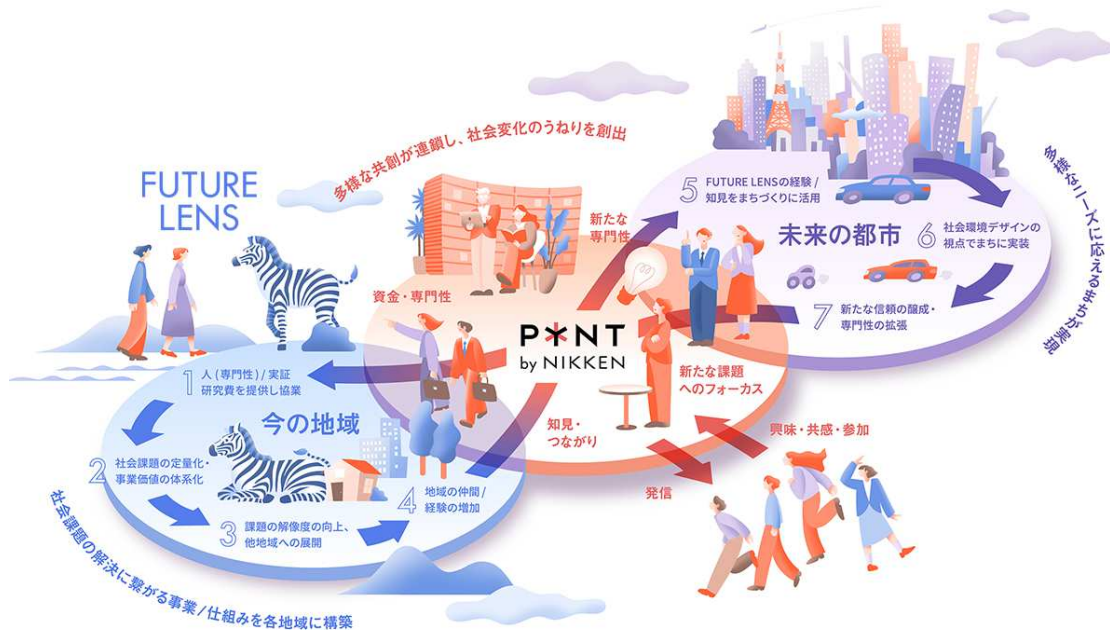 FUTURE
LENS
多様な共創が連鎖し、社会変化のうねりを創出
多様なニーズに応えるまちが実現
社会課題の解決に繋がる事業/仕組みを各地域に構築
今の地域
1 人(専門性)/実証
研究費を提供し協業
2 社会課題の定量化・
事業価値の体系化
3 課題の解像度の向上、
他地域への展開
4 地域の仲間/
経験の増加
資金・専門性
新たな
専門性
PYNT
by NIKKEN
知見・
つながり
新たな課題
へのフォーカス
発信
興味・共感・参加
未来の都市
5 FUTURE LENSの経験/
知見をまちづくりに活用
6 社会環境デザインの
視点でまちに実装
7 新たな信頼の醸成・
専門性の拡張